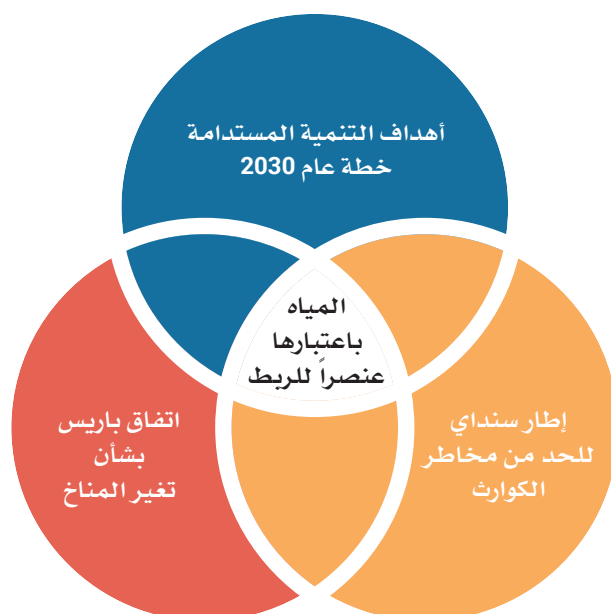 أهداف التنمية المستدامة
خطة عام 2030
المياه
باعتبارها
عنصراً للربط
إطار سنداي
للحد من مخاطر
الكوارث
اتفاق باريس
بشأن
تغير المناخ